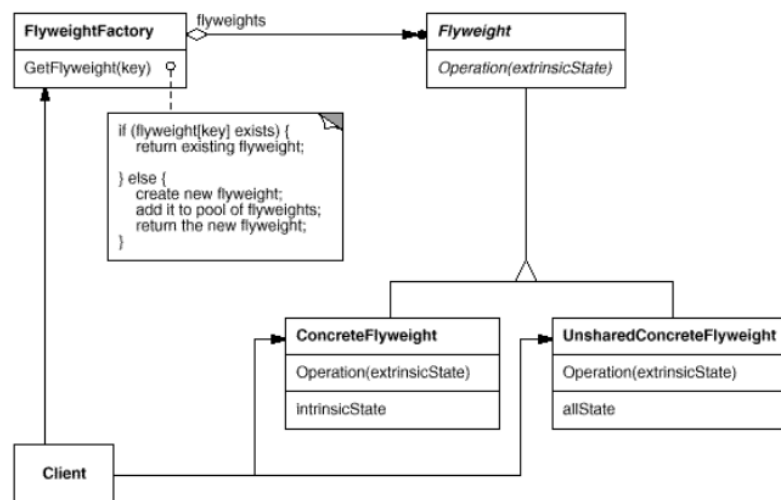 FlyweightFactory
flyweights
Flyweight
GetFlyweight(key)
Operation(extrinsicState)
if (flyweight[key] exists) {
return existing flyweight;
} else {
create new flyweight;
add it to pool of flyweights;
return the new flyweight;
}
ConcreteFlyweight
Operation(extrinsicState)
intrinsicState
UnsharedConcreteFlyweight
Operation(extrinsicState)
allState
Client